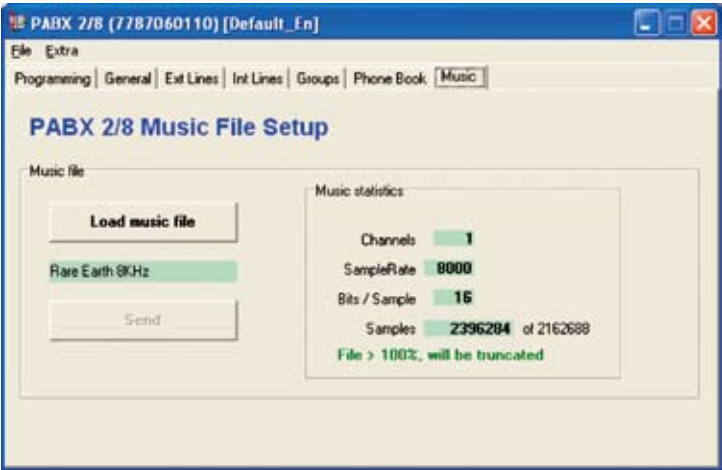 PABX 2/8 (7787060110) [Default_En]
File Extra
Programming General Ext Lines Int Lines Groups Phone Book Music
PABX 2/8 Music File Setup
Music file
Load music file
Rare Earth 8KHz
Send
Music statistics
Channels 1
SampleRate 8000
Bits / Sample 16
Samples 2396284 of 2162688
File > 100%, will be truncated